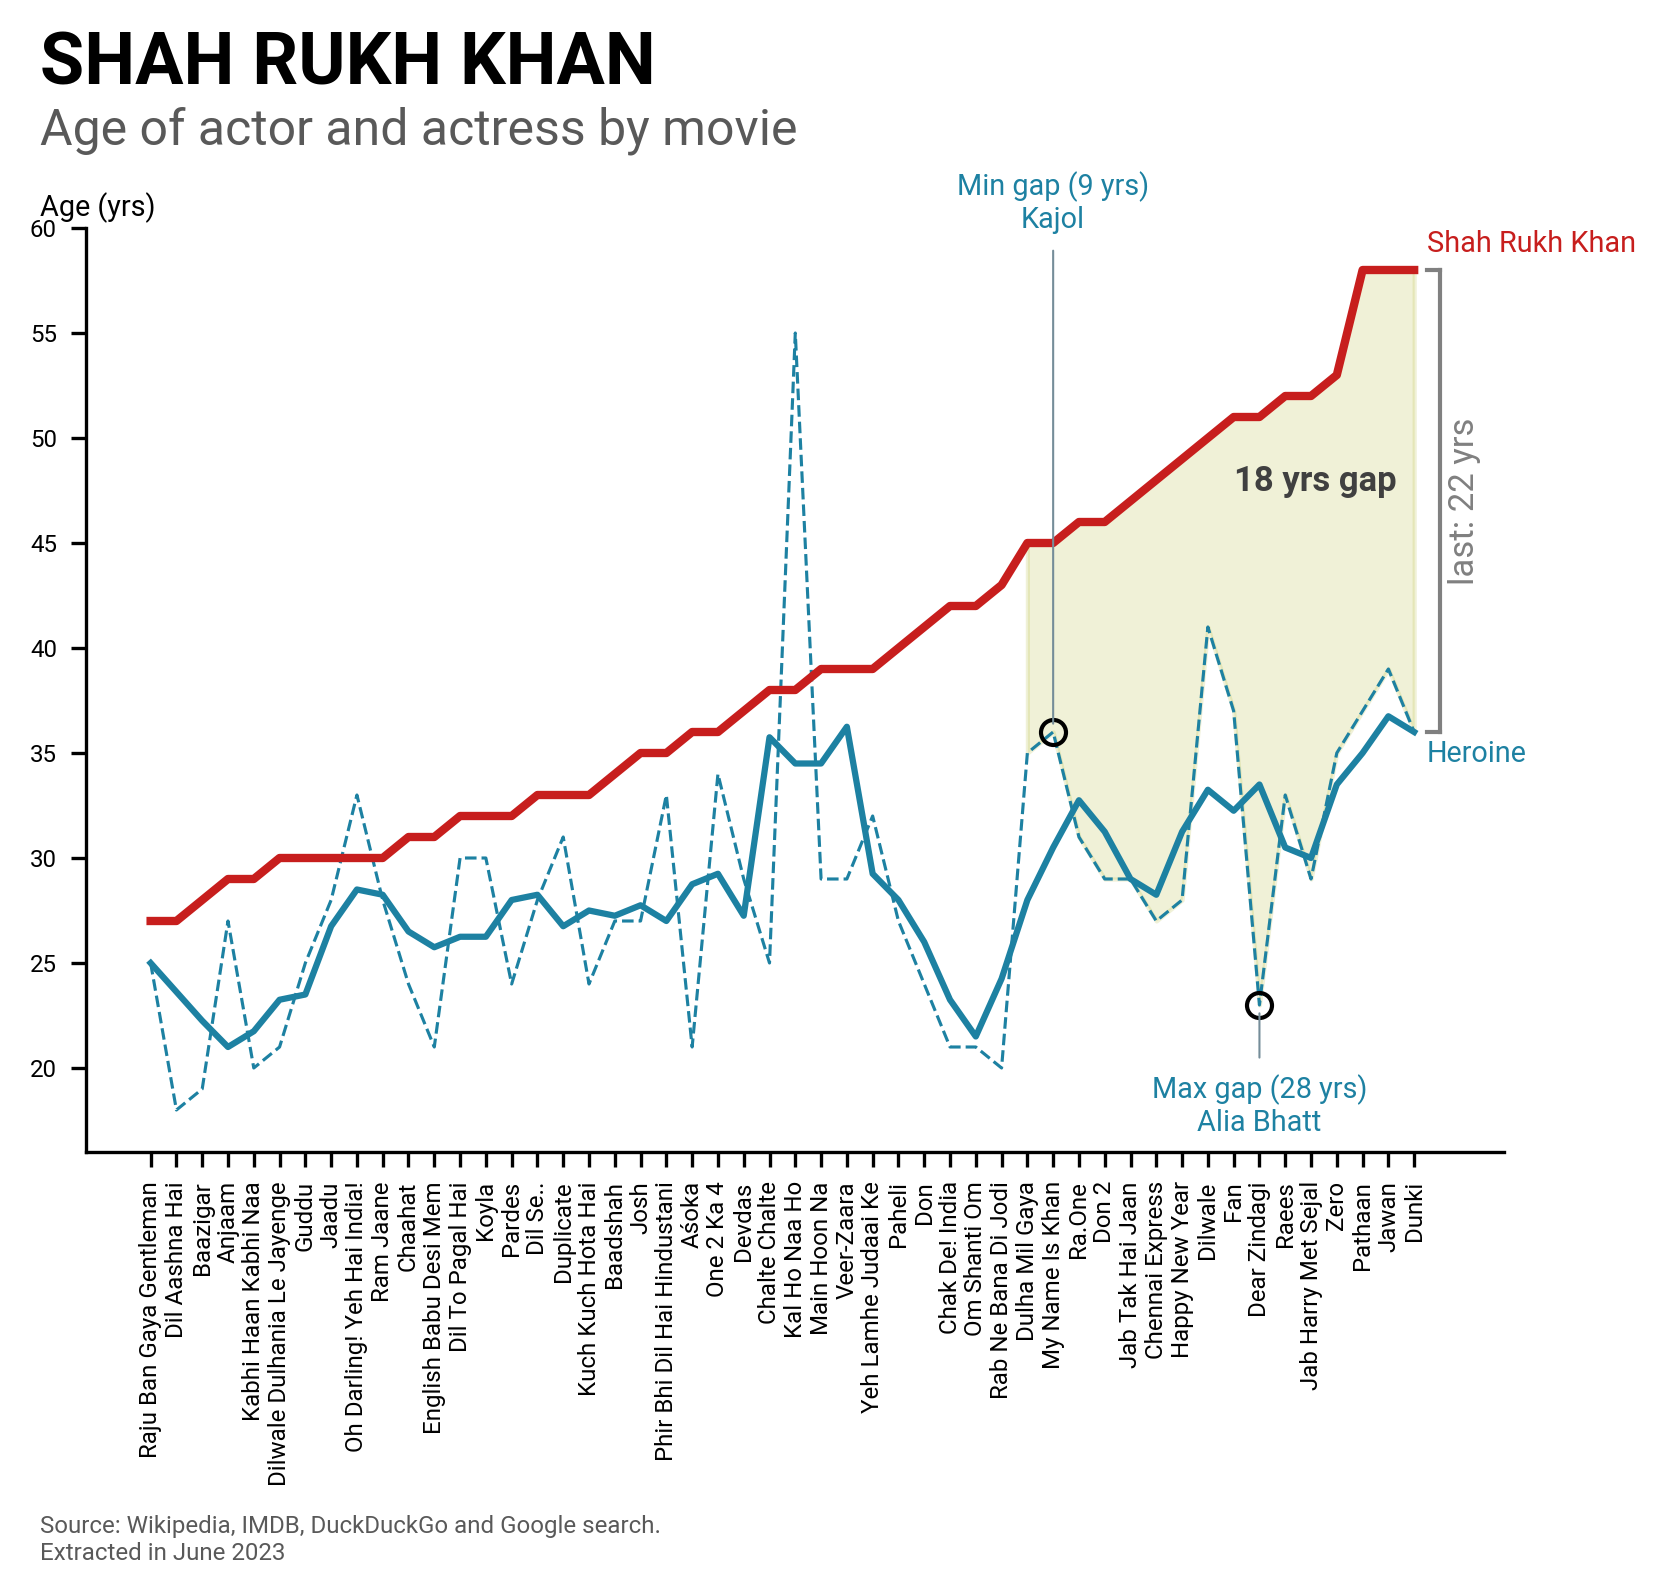 SHAH RUKH KHAN
Age of actor and actress by movie
Min gap (9 yrs)
Kajol
Age (yrs)
60
55
50
45
40
35
30
25
20
Shah Rukh Khan
18 yrs gap
last: 22 yrs
Heroine
Max gap (28 yrs)
Alia Bhatt
Raju Ban Gaya Gentleman
Dil Aashna Hai
Baazigar
Anjaam
Kabhi Haan Kabhi Naa
Dilwale Dulhania Le Jayenge
Guddu
Jaadu
Oh Darling! Yeh Hai India!
Ram Jaane
Chaahat
English Babu Desi Mem
Dil To Pagal Hai
Koyla
Pardes
Dil Se..
Duplicate
Kuch Kuch Hota Hai
Baadshah
Josh
Phir Bhi Dil Hai Hindustani
Aśoka
One 2 Ka 4
Devdas
Chalte Chalte
Kal Ho Naa Ho
Main Hoon Na
Veer-Zaara
Yeh Lamhe Judaai Ke
Paheli
Don
Chak De! India
Om Shanti Om
Rab Ne Bana Di Jodi
Dulha Mil Gaya
My Name Is Khan
Ra.One
Don 2
Jab Tak Hai Jaan
Chennai Express
Happy New Year
Dilwale
Fan
Dear Zindagi
Raees
Jab Harry Met Sejal
Zero
Pathaan
Jawan
Dunki
Source: Wikipedia, IMDB, DuckDuckGo and Google search.
Extracted in June 2023